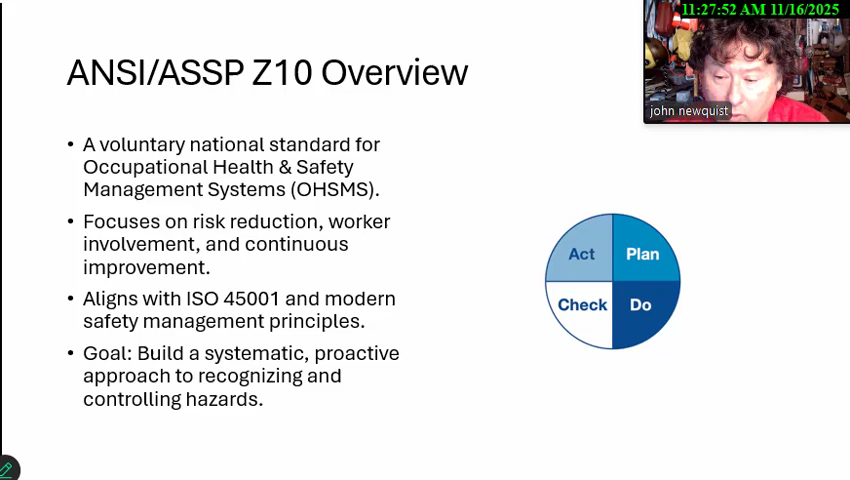 11:27:52 AM 11/16/2025
john newquist
ANSI/ASSP Z10 Overview
• A voluntary national standard for
Occupational Health & Safety
Management Systems (OHSMS).
• Focuses on risk reduction, worker
involvement, and continuous
improvement.
• Aligns with ISO 45001 and modern
safety management principles.
• Goal: Build a systematic, proactive
approach to recognizing and
controlling hazards.
Act Plan
Check Do